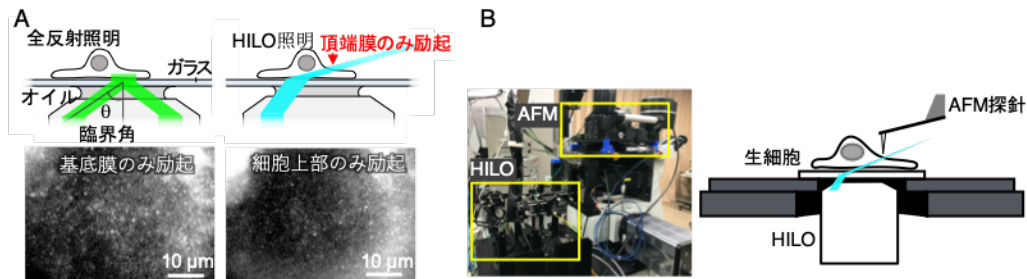 A
全反射照明
HILO照明
頂端膜のみ励起
ガラス
オイル
θ
臨界角
基底膜のみ励起
10 μm
細胞上部のみ励起
10 μm
B
AFM
HILO
AFM探針
生細胞
HILO